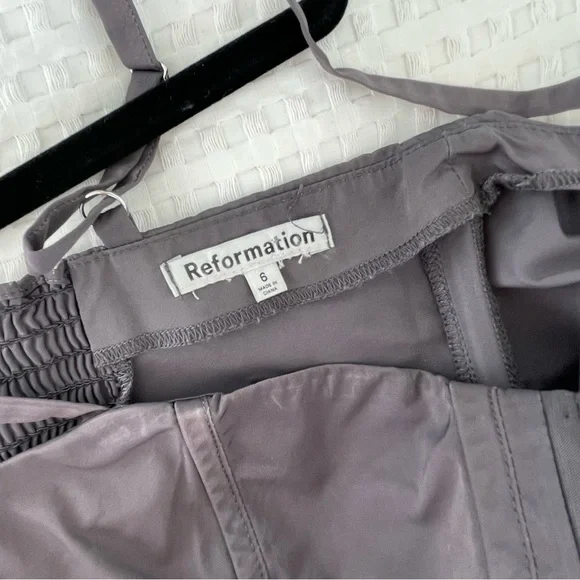 Reformation
6
MADE IN
CHINA